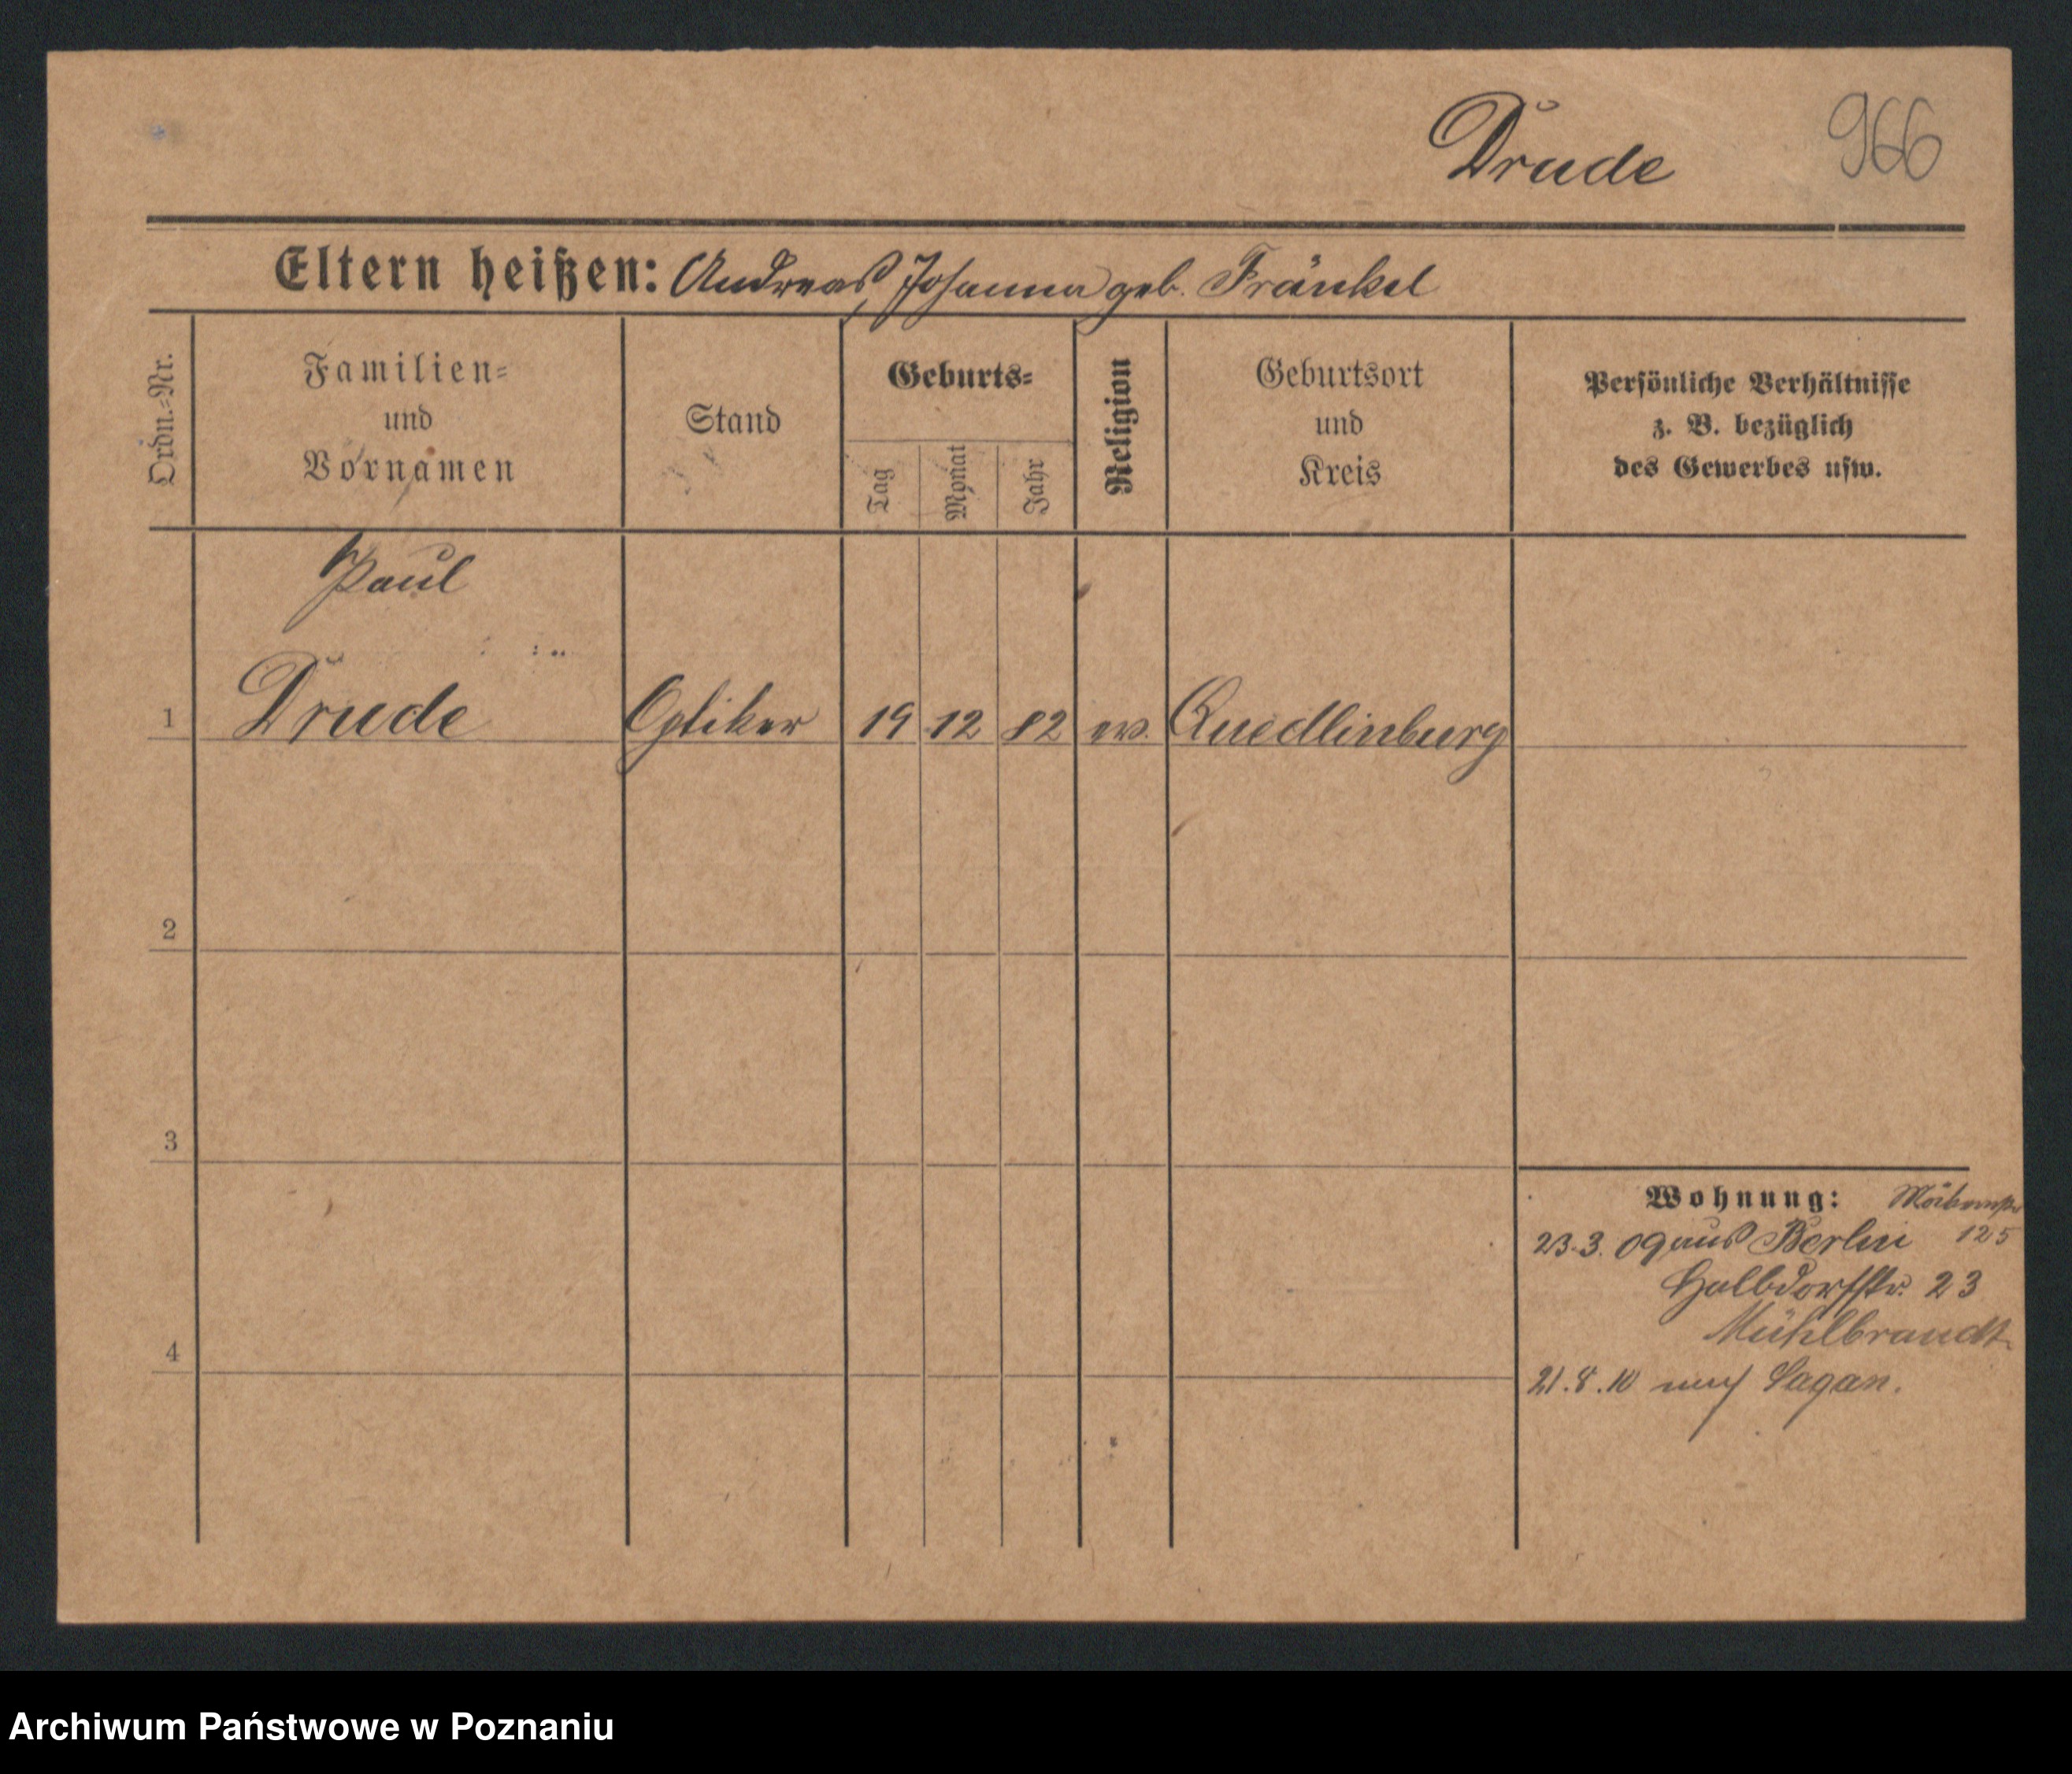 Drude 966
Eltern heißen: Andreas, Johanna geb. Fränkel
Ordn.-Nr.
Familien-
und
Vornamen
Stand
Geburts-
Tag
Monat
Jahr
Religion
Geburtsort
und
Kreis
Persönliche Verhältnisse
z. B. bezüglich
des Gewerbes usw.
Paul
1 Drude Optiker 19 12 82 ev. Quedlinburg
2
3
4
Wohnung:
23.3.09 aus Berlin 125
Halbdorfstr. 23
Mühlbrandt
21.8.10 nach Sagan.
Archiwum Państwowe w Poznaniu